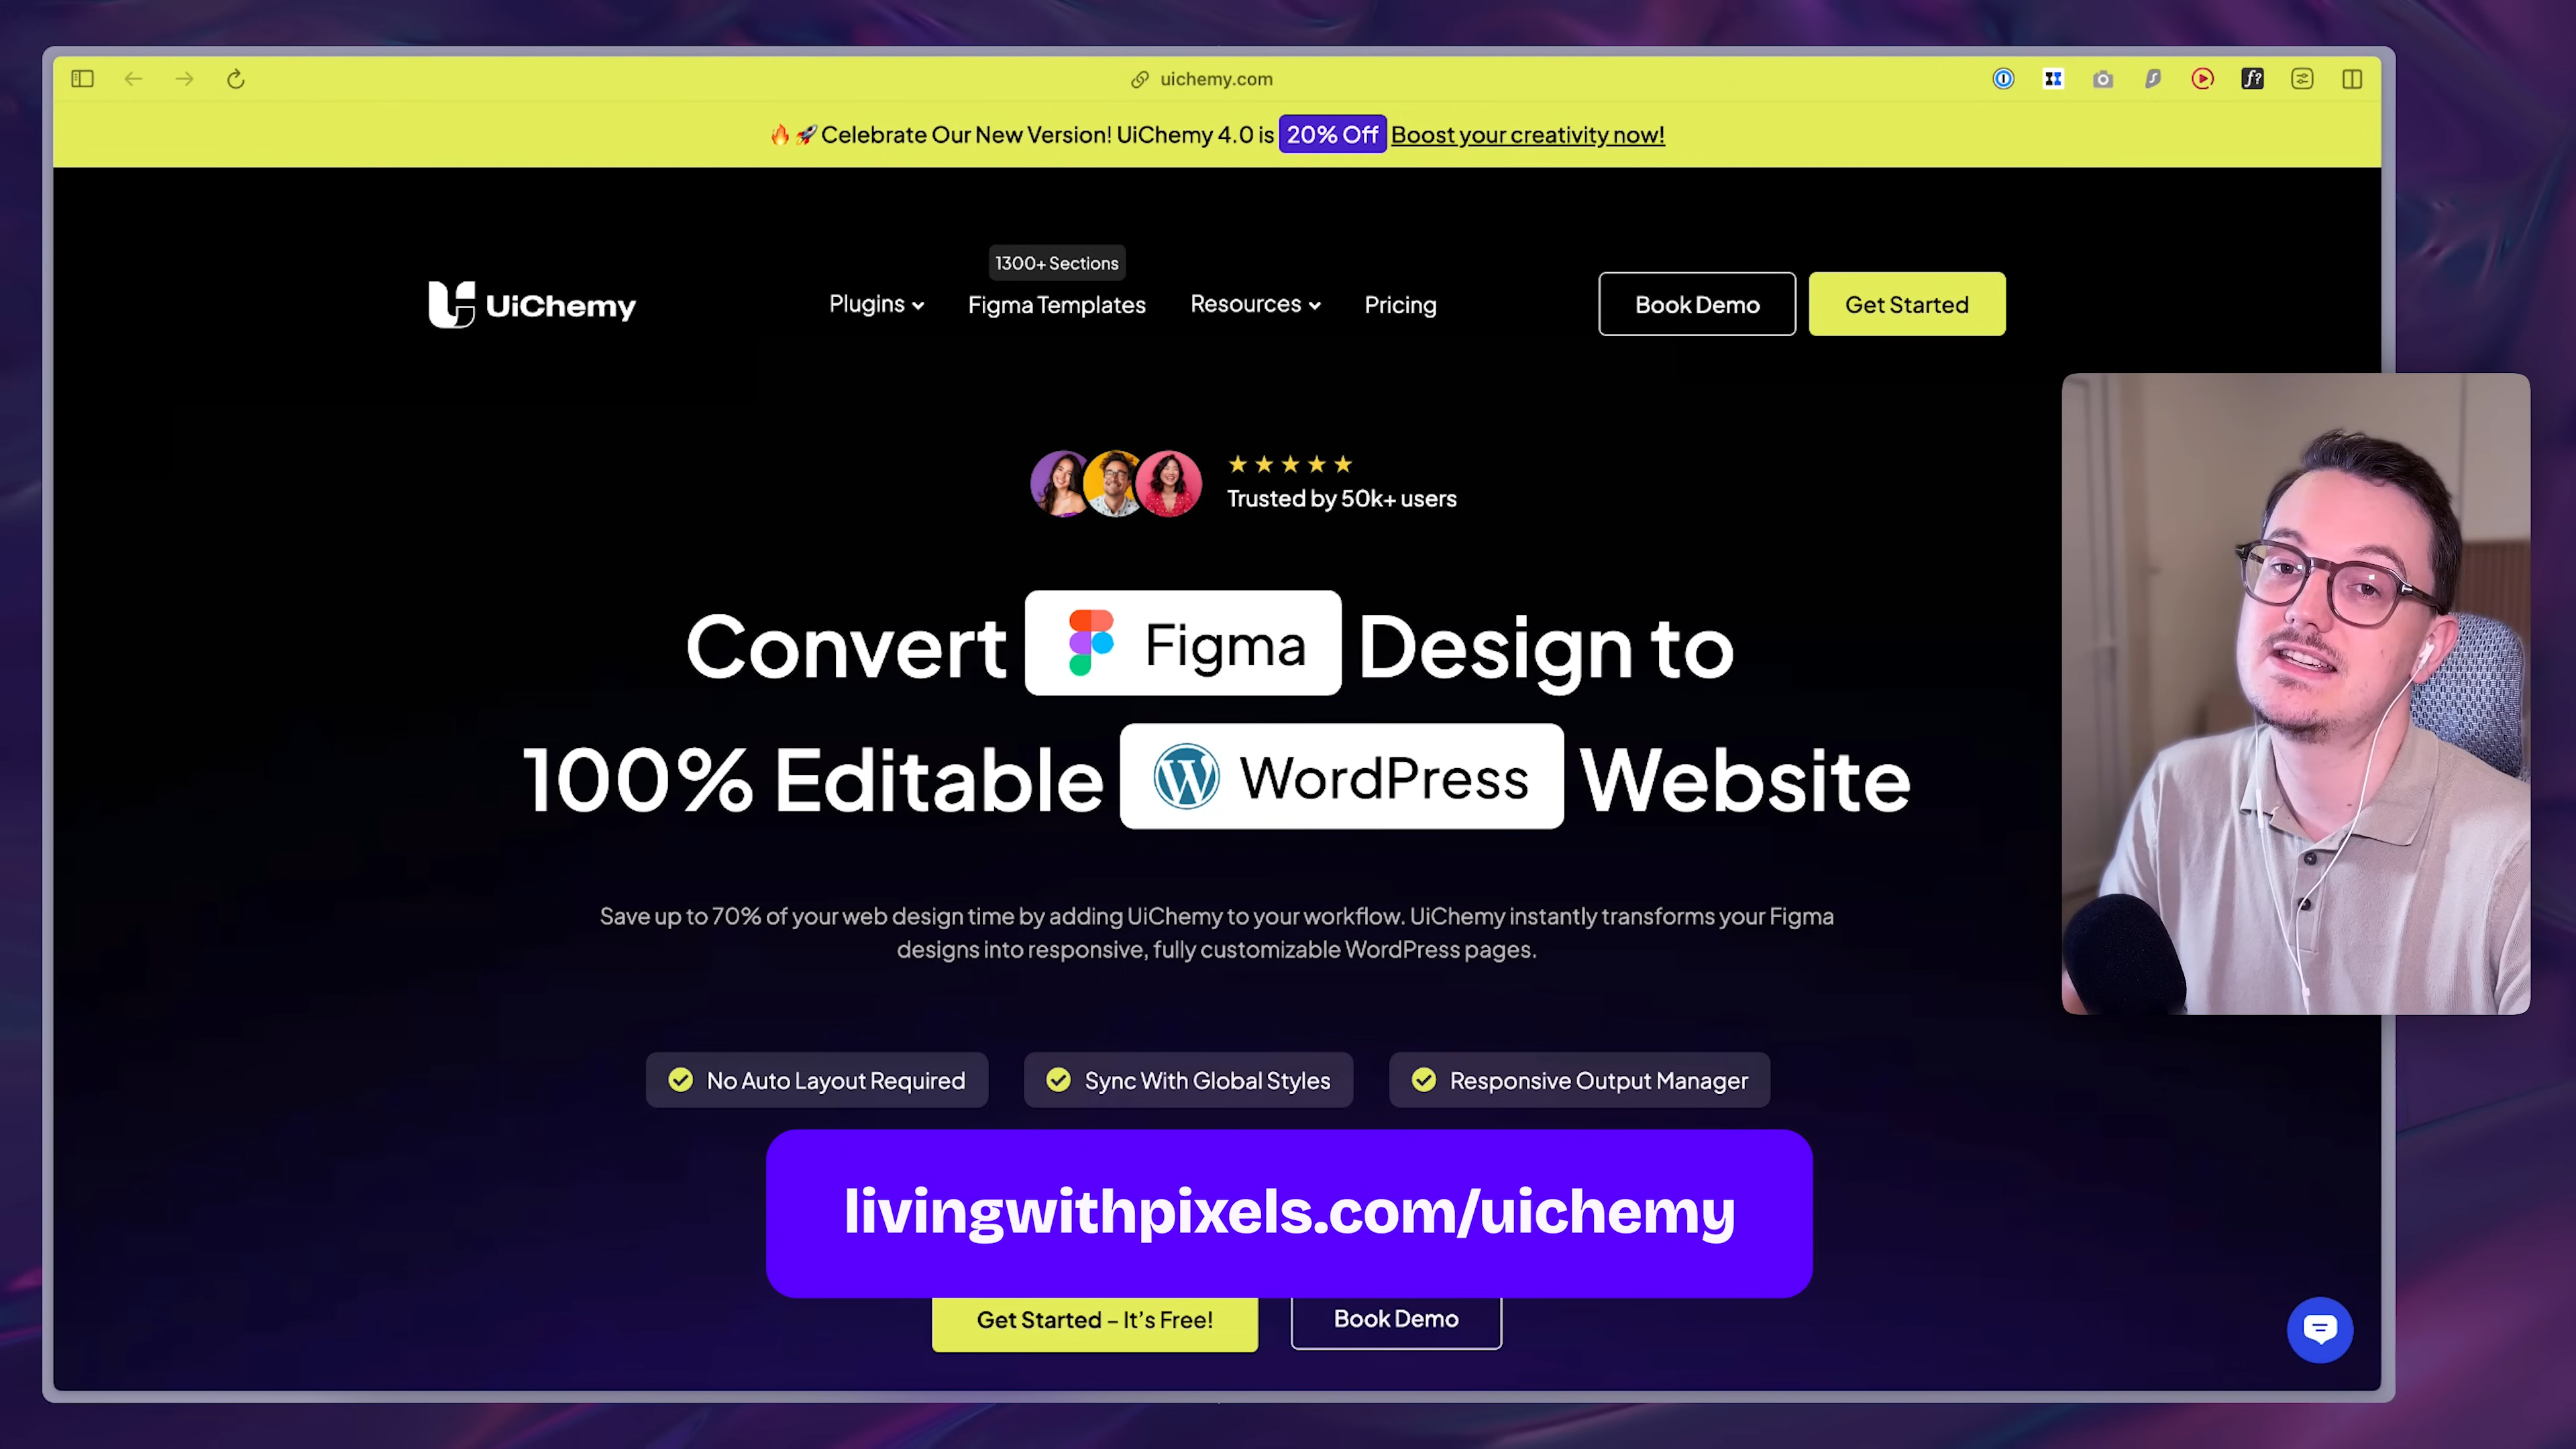 uichemy.com
🔥🚀 Celebrate Our New Version! UiChemy 4.0 is 20% Off Boost your creativity now!
1300+ Sections
UiChemy
Plugins
Figma Templates
Resources
Pricing
Book Demo
Get Started
★★★★★
Trusted by 50k+ users
Convert Figma Design to
100% Editable WordPress Website
Save up to 70% of your web design time by adding UiChemy to your workflow. UiChemy instantly transforms your Figma
designs into responsive, fully customizable WordPress pages.
No Auto Layout Required
Sync With Global Styles
Responsive Output Manager
livingwithpixels.com/uichemy
Get Started – It's Free!
Book Demo